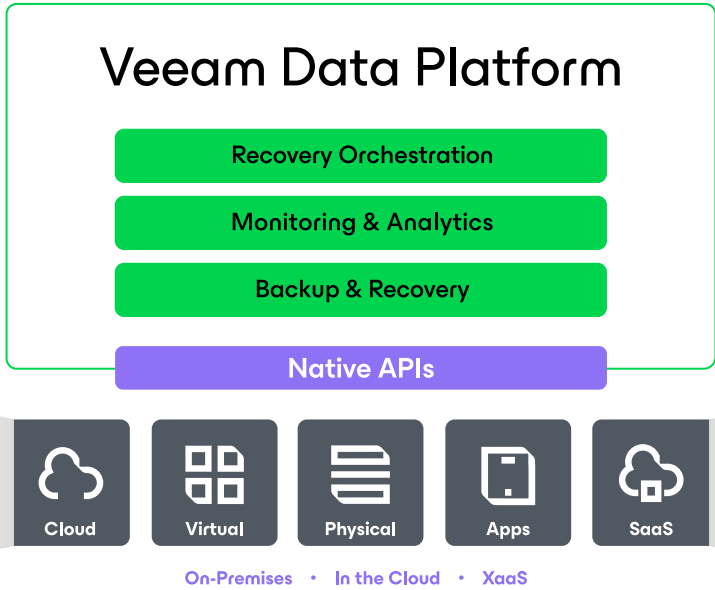 Veeam Data Platform
Recovery Orchestration
Monitoring & Analytics
Backup & Recovery
Native APIs
Cloud Virtual Physical Apps SaaS
On-Premises • In the Cloud • XaaS